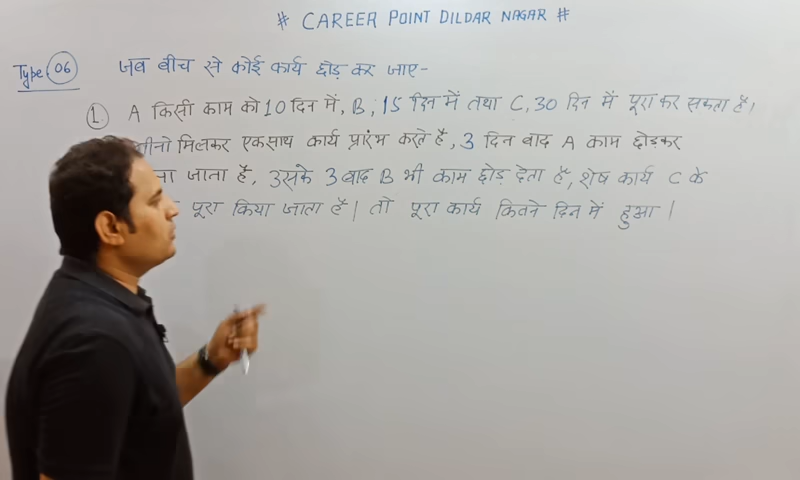 # CAREER POINT DILDAR NAGAR #
Type 06 जब बीच से कोई कार्य छोड़ कर जाए-
1. A किसी काम को 10 दिन में, B, 15 दिन में तथा C, 30 दिन में पूरा कर सकता है,
तीनो मिलकर एकसाथ कार्य प्रारंभ करते है, 3 दिन बाद A काम छोड़कर
जाता है, उसके 3 बाद B भी काम छोड़ देता है, शेष कार्य C के
पूरा किया जाता है। तो पूरा कार्य कितने दिन में हुआ।